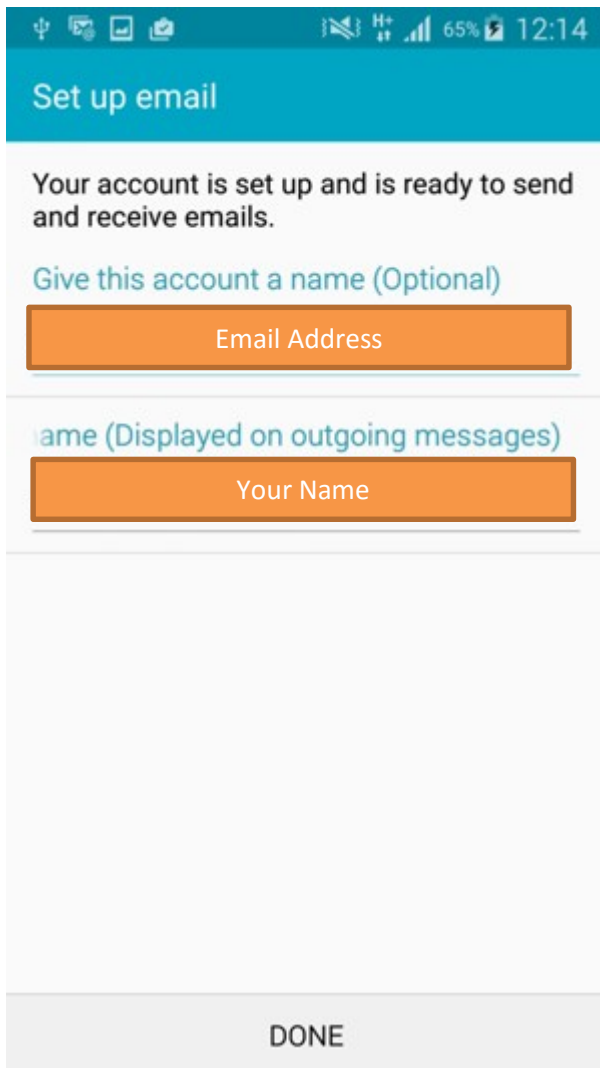 H+ 65% 12:14
Set up email
Your account is set up and is ready to send
and receive emails.
Give this account a name (Optional)
Email Address
ame (Displayed on outgoing messages)
Your Name
DONE